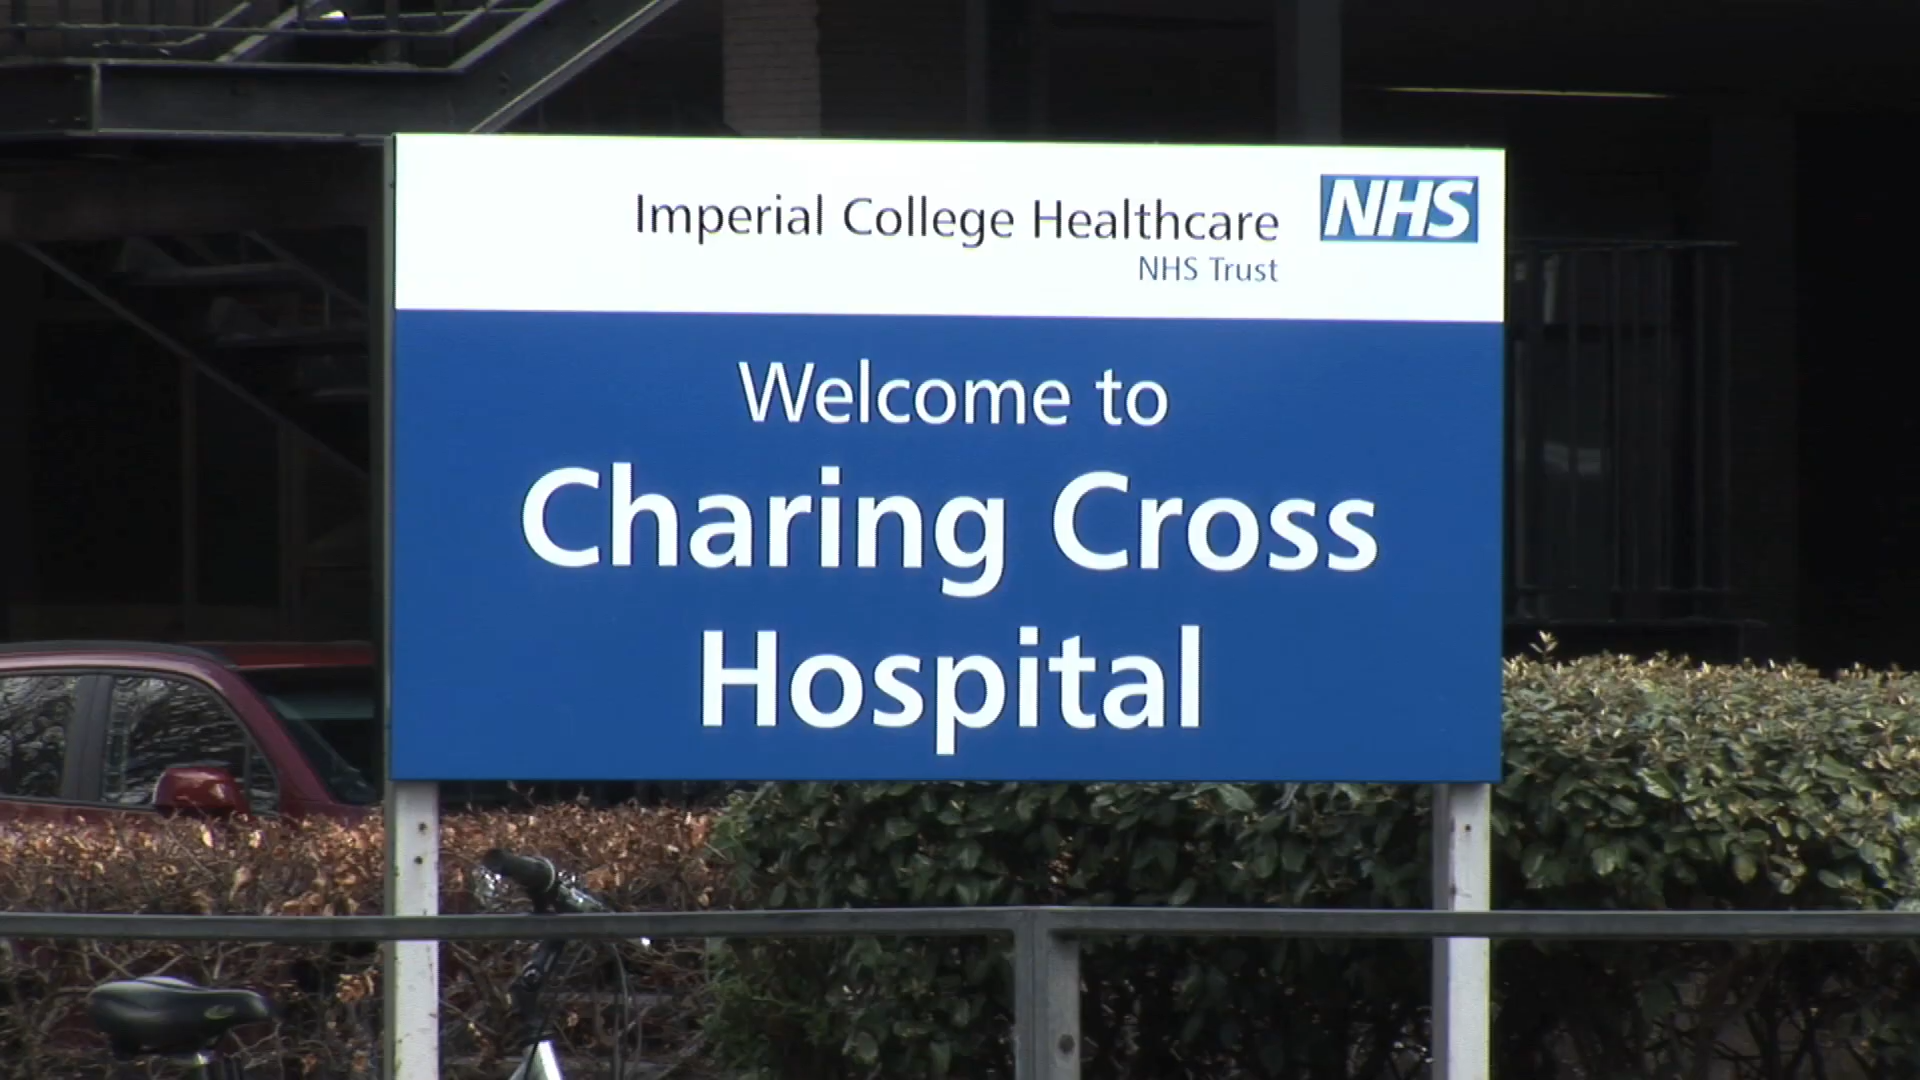 Imperial College Healthcare NHS
NHS Trust
Welcome to
Charing Cross
Hospital